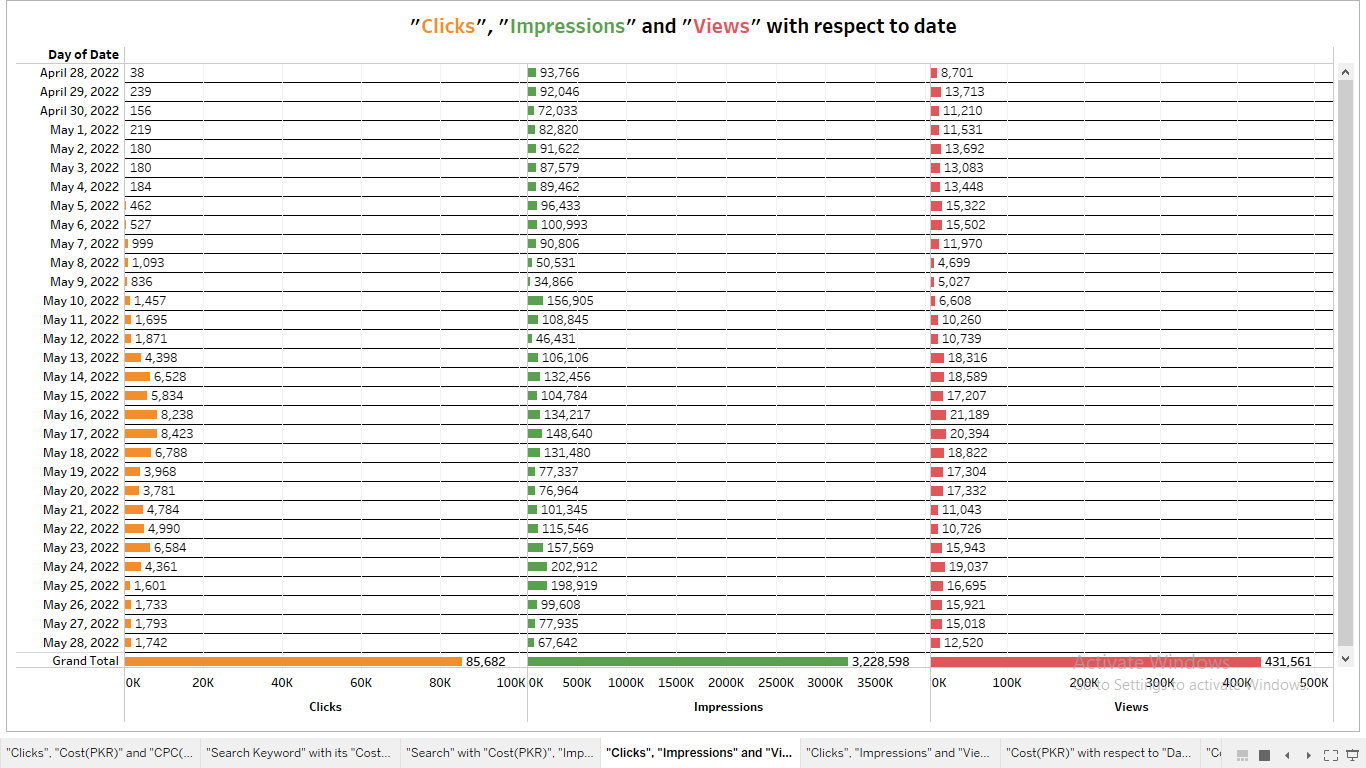 "Clicks", "Impressions" and "Views" with respect to date
Day of Date
April 28, 2022 38 93,766 8,701
April 29, 2022 239 92,046 13,713
April 30, 2022 156 72,033 11,210
May 1, 2022 219 82,820 11,531
May 2, 2022 180 91,622 13,692
May 3, 2022 180 87,579 13,083
May 4, 2022 184 89,462 13,448
May 5, 2022 462 96,433 15,322
May 6, 2022 527 100,993 15,502
May 7, 2022 999 90,806 11,970
May 8, 2022 1,093 50,531 4,699
May 9, 2022 836 34,866 5,027
May 10, 2022 1,457 156,905 6,608
May 11, 2022 1,695 108,845 10,260
May 12, 2022 1,871 46,431 10,739
May 13, 2022 4,398 106,106 18,316
May 14, 2022 6,528 132,456 18,589
May 15, 2022 5,834 104,784 17,207
May 16, 2022 8,238 134,217 21,189
May 17, 2022 8,423 148,640 20,394
May 18, 2022 6,788 131,480 18,822
May 19, 2022 3,968 77,337 17,304
May 20, 2022 3,781 76,964 17,332
May 21, 2022 4,784 101,345 11,043
May 22, 2022 4,990 115,546 10,726
May 23, 2022 6,584 157,569 15,943
May 24, 2022 4,361 202,912 19,037
May 25, 2022 1,601 198,919 16,695
May 26, 2022 1,733 99,608 15,921
May 27, 2022 1,793 77,935 15,018
May 28, 2022 1,742 67,642 12,520
Grand Total 85,682 3,228,598 431,561
Activate Windows
0K 20K 40K 60K 80K 100K 0K 500K 1000K 1500K 2000K 2500K 3000K 3500K 0K 100K 200K 300K 400K 500K
Go to Settings to activate Windows.
Clicks Impressions Views
"Clicks", "Cost(PKR)" and "CPC(... "Search Keyword" with its "Cost... "Search" with "Cost(PKR)", "Imp... "Clicks", "Impressions" and "Vi... "Clicks", "Impressions" and "Vie... "Cost(PKR)" with respect to "Da...